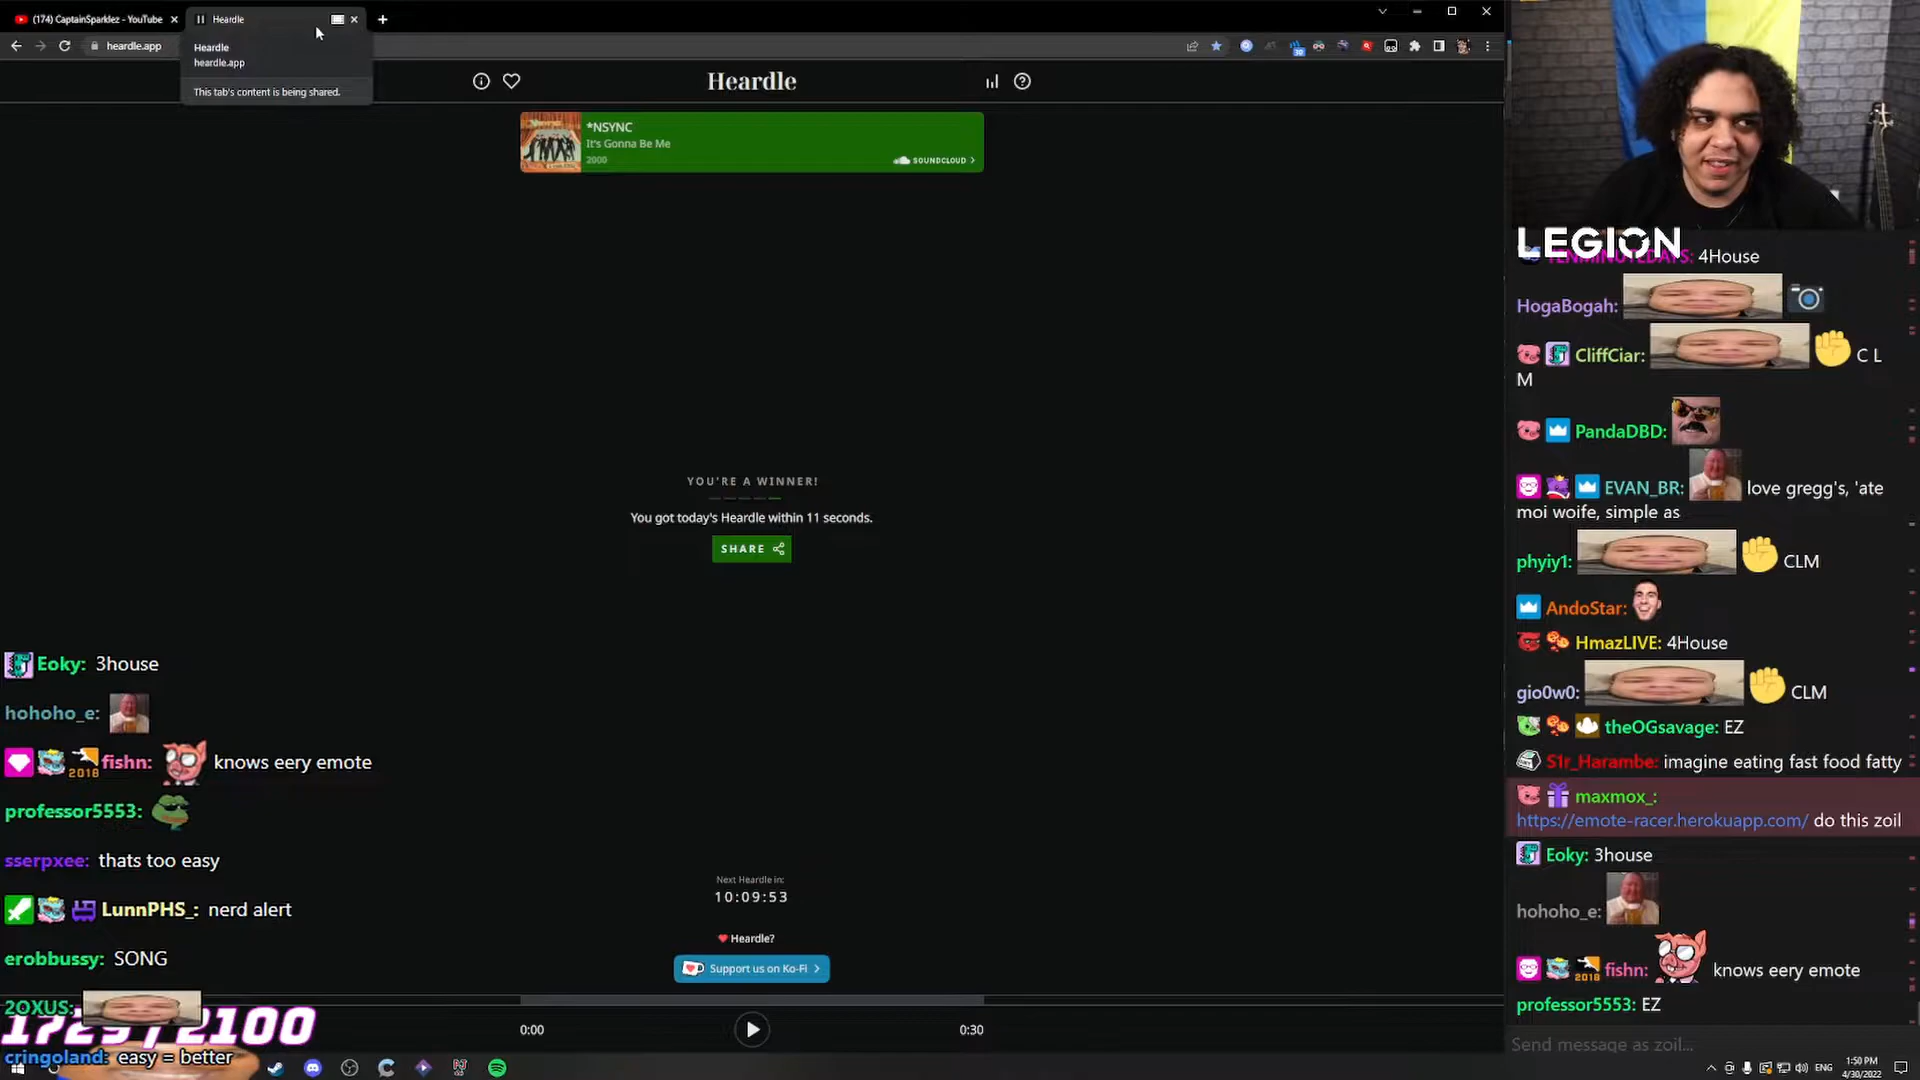 (174) CaptainSparklez - YouTube
Heardle
heardle.app
Heardle
heardle.app
This tab's content is being shared.
Heardle
*NSYNC
It's Gonna Be Me
2000
SOUNDCLOUD
YOU'RE A WINNER!
You got today's Heardle within 11 seconds.
SHARE
Next Heardle in:
10:09:53
Heardle?
Support us on Ko-Fi
0:00
0:30
Eoky: 3house
hohoho_e:
2018 fishn: knows eery emote
professor5553:
sserpxee: thats too easy
LunnPHS_: nerd alert
erobbussy: SONG
2OXUS:
1729/2100
cringoland: easy = better
LEGION
TENMINUTEDAYS: 4House
HogaBogah:
CliffCiar: C L
M
PandaDBD:
EVAN_BR: love gregg's, 'ate
moi woife, simple as
phyiy1: CLM
AndoStar:
HmazLIVE: 4House
gio0w0: CLM
theOGsavage: EZ
S1r_Harambe: imagine eating fast food fatty
maxmox_:
https://emote-racer.herokuapp.com/ do this zoil
Eoky: 3house
hohoho_e:
2018 fishn: knows eery emote
professor5553: EZ
Send message as zoil...
ENG
1:50 PM
4/30/2022